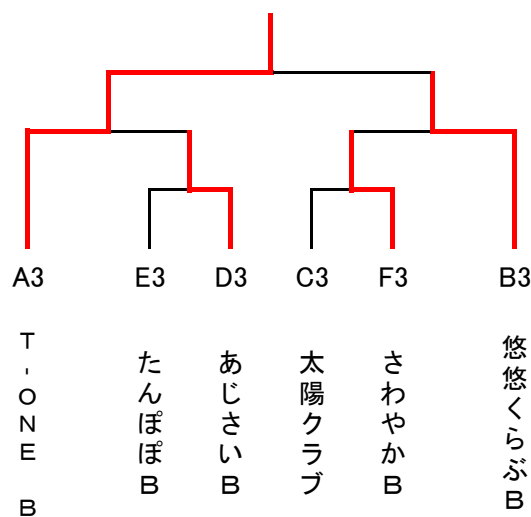 A3
E3
D3
C3
F3
B3
T-ONE B
たんぽぽB
あじさいB
太陽クラブ
さわやかB
悠悠くらぶB